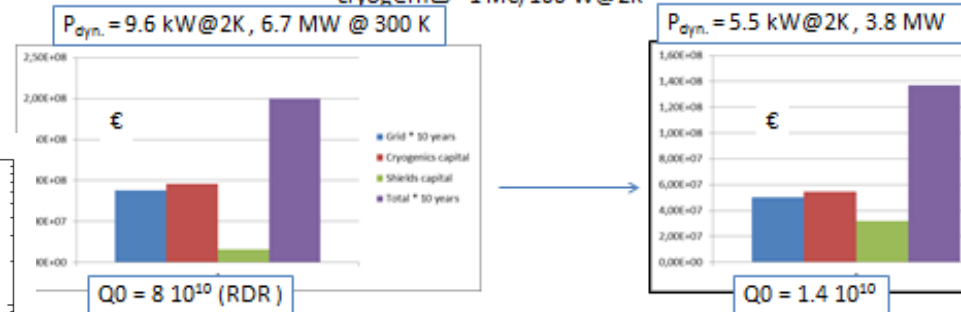 P dyn. = 9.6 kW@2K, 6.7 MW @ 300 K
2,50E+08
2,00E+08
€
Grid * 10 years
Cryogenics capital
Shields capital
Total * 10 years
Q0 = 8 10¹⁰ (RDR )
P dyn. = 5.5 kW@2K, 3.8 MW
1,60E+08
1,40E+08
1,20E+08
1,00E+08
€
8,00E+07
6,00E+07
4,00E+07
2,00E+07
0,00E+00
Q0 = 1.4 10¹⁰